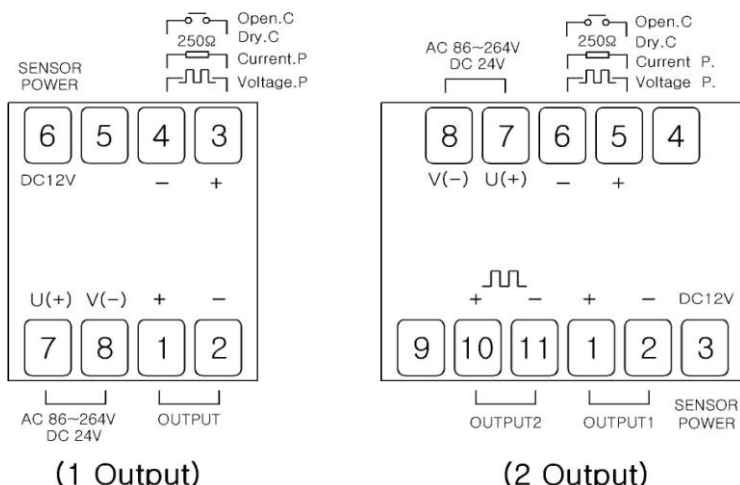 Open.C
Dry.C
250Ω
Current.P
Voltage.P
SENSOR
POWER
6 5 4 3
DC12V − +
U(+) V(−) + −
7 8 1 2
AC 86~264V
DC 24V
OUTPUT
(1 Output)
Open.C
Dry.C
250Ω
Current P.
Voltage P.
AC 86~264V
DC 24V
8 7 6 5 4
V(−) U(+) − +
+ − + − DC12V
9 10 11 1 2 3
OUTPUT2 OUTPUT1 SENSOR
POWER
(2 Output)